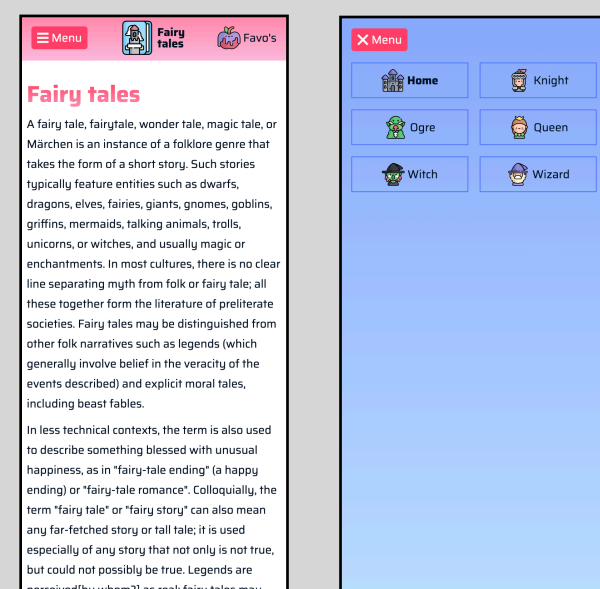 Menu
Fairy
tales
Favo's
Fairy tales
A fairy tale, fairytale, wonder tale, magic tale, or
Märchen is an instance of a folklore genre that
takes the form of a short story. Such stories
typically feature entities such as dwarfs,
dragons, elves, fairies, giants, gnomes, goblins,
griffins, mermaids, talking animals, trolls,
unicorns, or witches, and usually magic or
enchantments. In most cultures, there is no clear
line separating myth from folk or fairy tale; all
these together form the literature of preliterate
societies. Fairy tales may be distinguished from
other folk narratives such as legends (which
generally involve belief in the veracity of the
events described) and explicit moral tales,
including beast fables.
In less technical contexts, the term is also used
to describe something blessed with unusual
happiness, as in "fairy-tale ending" (a happy
ending) or "fairy-tale romance". Colloquially, the
term "fairy tale" or "fairy story" can also mean
any far-fetched story or tall tale; it is used
especially of any story that not only is not true,
but could not possibly be true. Legends are
perceived[by whom?] as real; fairy tales may
Menu
Home
Knight
Ogre
Queen
Witch
Wizard